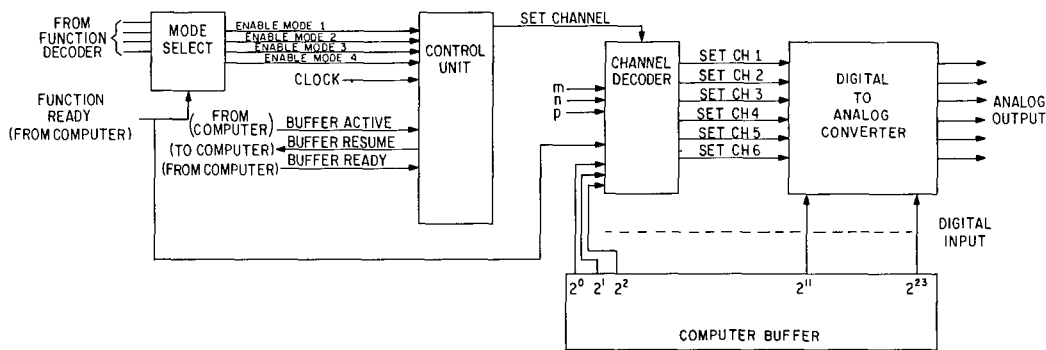 FROM
FUNCTION
DECODER
MODE
SELECT
ENABLE MODE 1
ENABLE MODE 2
ENABLE MODE 3
ENABLE MODE 4
CLOCK
CONTROL
UNIT
SET CHANNEL
FUNCTION
READY
(FROM COMPUTER)
(FROM
COMPUTER)
BUFFER ACTIVE
(TO COMPUTER)
BUFFER RESUME
(FROM COMPUTER)
BUFFER READY
m
n
p
CHANNEL
DECODER
SET CH 1
SET CH 2
SET CH 3
SET CH 4
SET CH 5
SET CH 6
DIGITAL
TO
ANALOG
CONVERTER
ANALOG
OUTPUT
DIGITAL
INPUT
2⁰ 2¹ 2² 2¹¹ 2²³
COMPUTER BUFFER